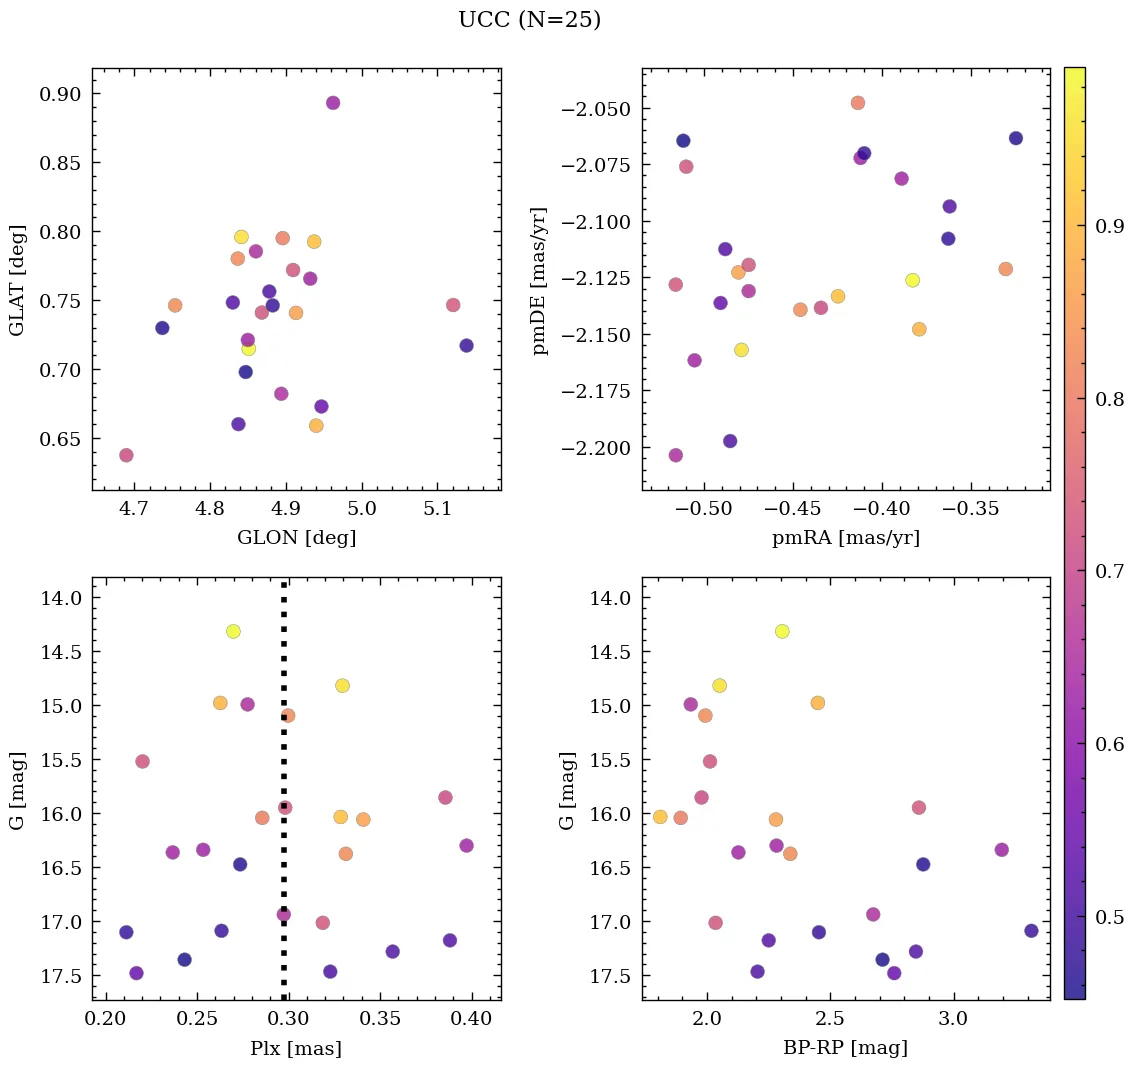 UCC (N=25)
0.90
0.85
0.80
0.75
0.70
0.65
GLAT [deg]
4.7 4.8 4.9 5.0 5.1
GLON [deg]
−2.050
−2.075
−2.100
−2.125
−2.150
−2.175
−2.200
pmDE [mas/yr]
−0.50 −0.45 −0.40 −0.35
pmRA [mas/yr]
14.0
14.5
15.0
15.5
16.0
16.5
17.0
17.5
G [mag]
0.20 0.25 0.30 0.35 0.40
Plx [mas]
14.0
14.5
15.0
15.5
16.0
16.5
17.0
17.5
G [mag]
2.0 2.5 3.0
BP-RP [mag]
0.9
0.8
0.7
0.6
0.5